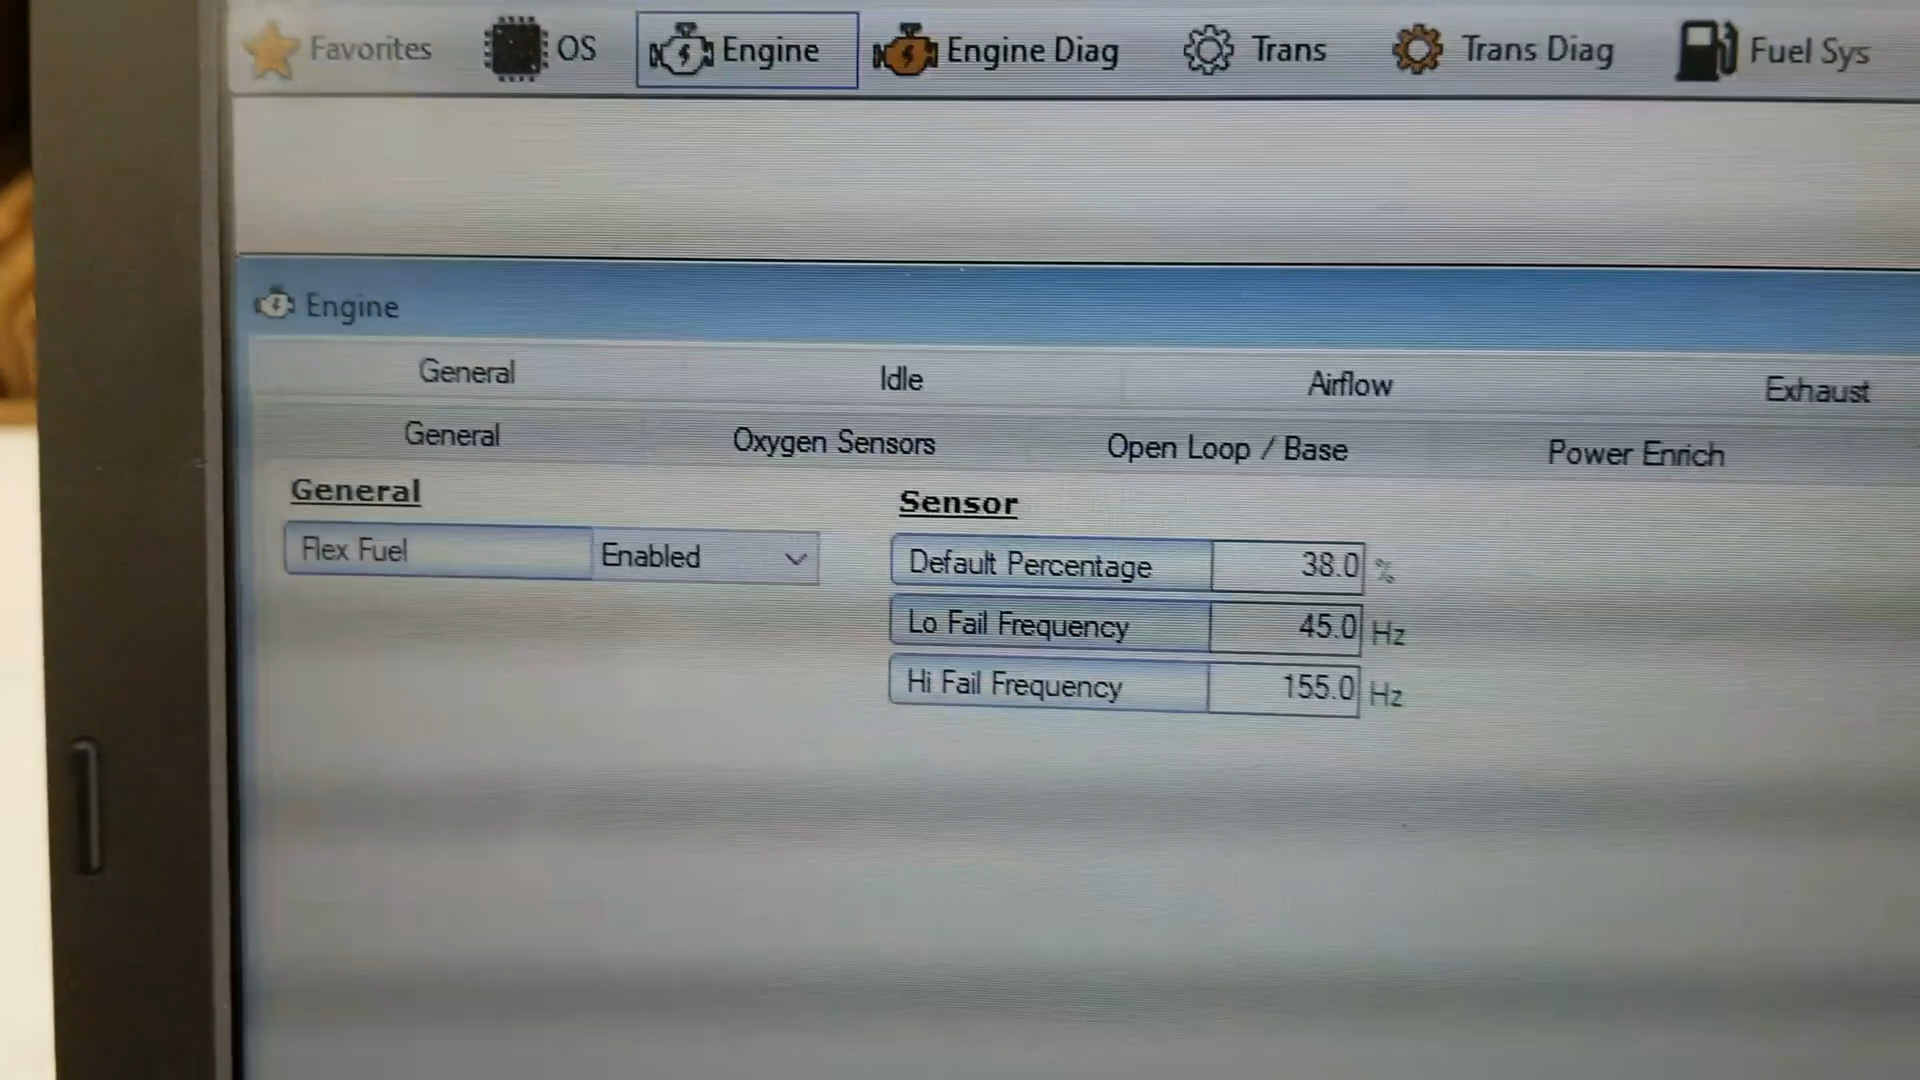 Favorites OS Engine Engine Diag Trans Trans Diag Fuel Sys
Engine
General Idle Airflow Exhaust
General Oxygen Sensors Open Loop / Base Power Enrich
General Sensor
Flex Fuel Enabled Default Percentage 38.0 %
Lo Fail Frequency 45.0 Hz
Hi Fail Frequency 155.0 Hz